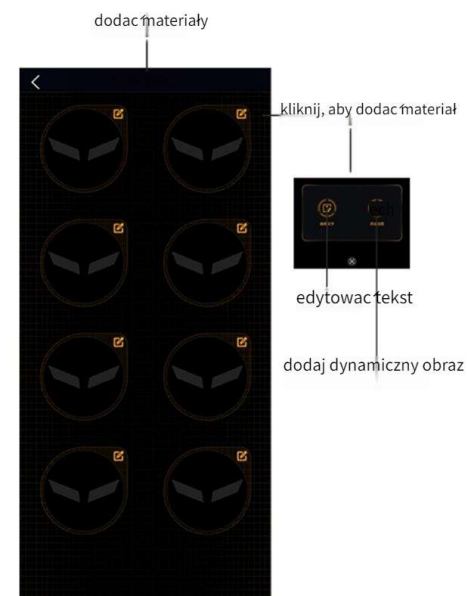 dodac materiały
kliknij, aby dodac materiał
edytowac tekst
dodaj dynamiczny obraz